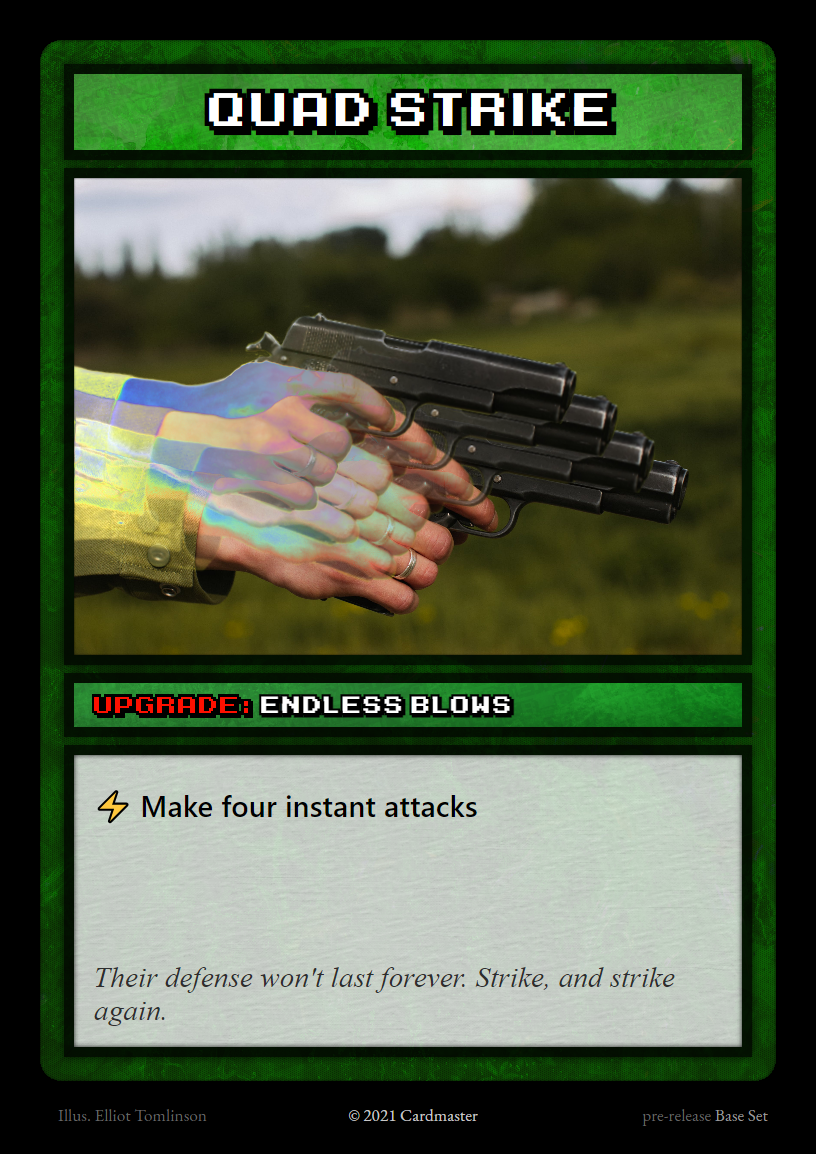 QUAD STRIKE
UPGRADE: ENDLESS BLOWS
⚡ Make four instant attacks
Their defense won't last forever. Strike, and strike
again.
Illus. Elliot Tomlinson © 2021 Cardmaster pre-release Base Set